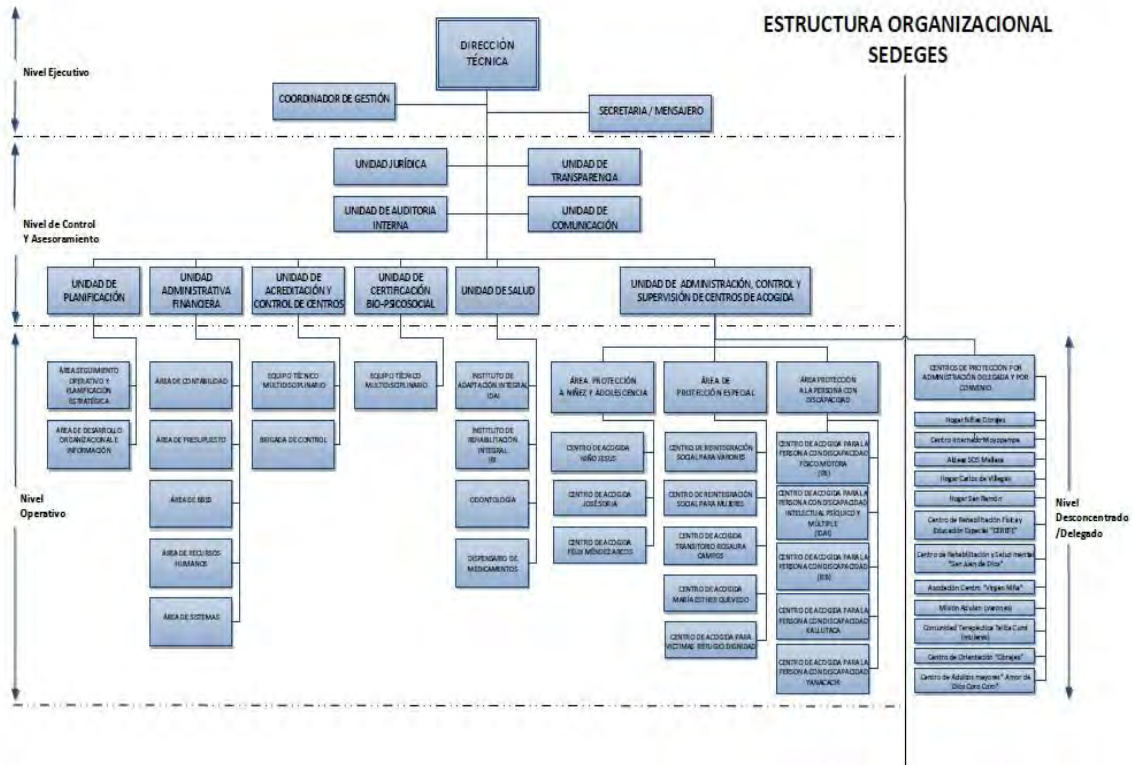 ESTRUCTURA ORGANIZACIONAL
SEDEGES
Nivel Ejecutivo
DIRECCIÓN
TÉCNICA
COORDINADOR DE GESTIÓN
SECRETARIA / MENSAJERO
Nivel de Control
Y Asesoramiento
UNIDAD JURÍDICA
UNIDAD DE
TRANSPARENCIA
UNIDAD DE AUDITORIA
INTERNA
UNIDAD DE
COMUNICACIÓN
UNIDAD DE
PLANIFICACIÓN
UNIDAD
ADMINISTRATIVA
FINANCIERA
UNIDAD DE
ACREDITACIÓN Y
CONTROL DE CENTROS
UNIDAD DE
CERTIFICACIÓN
BIO-PSICOSOCIAL
UNIDAD DE SALUD
UNIDAD DE ADMINISTRACIÓN, CONTROL Y
SUPERVISIÓN DE CENTROS DE ACOGIDA
Nivel
Operativo
ÁREA SEGUIMIENTO
OPERATIVO Y
PLANIFICACIÓN
ESTRATÉGICA
ÁREA DE DESARROLLO
ORGANIZACIONAL E
INFORMACIÓN
ÁREA DE CONTABILIDAD
ÁREA DE PRESUPUESTO
ÁREA DE
ÁREA DE RECURSOS
HUMANOS
ÁREA DE SISTEMAS
EQUIPO TÉCNICO
MULTIDISCIPLINARIO
BRIGADA DE CONTROL
EQUIPO TÉCNICO
MULTIDISCIPLINARIO
INSTITUTO DE
ADAPTACIÓN INTEGRAL
(IDAI)
INSTITUTO DE
REHABILITACIÓN
INTEGRAL
ODONTOLOGÍA
DISPENSARIO DE
MEDICAMENTOS
ÁREA PROTECCIÓN
A NIÑEZ Y ADOLESCENCIA
CENTRO DE ACOGIDA
NIÑO JESUS
CENTRO DE ACOGIDA
JOSÉ SORIA
CENTRO DE ACOGIDA
FÉLIX MÉNDEZ ARCOS
ÁREA DE
PROTECCIÓN ESPECIAL
CENTRO DE REINTEGRACIÓN
SOCIAL PARA VARONES
CENTRO DE REINTEGRACIÓN
SOCIAL PARA MUJERES
CENTRO DE ACOGIDA
TRANSITORIO ROSAURA
CAMPOS
CENTRO DE ACOGIDA
MARÍA ESTHER QUEVEDO
CENTRO DE ACOGIDA PARA
VICTIMAS REFUGIO DIGNIDAD
ÁREA PROTECCIÓN
A LA PERSONA CON
DISCAPACIDAD
CENTRO DE ACOGIDA PARA LA
PERSONA CON DISCAPACIDAD
FÍSICO MOTORA
CENTRO DE ACOGIDA PARA LA
PERSONA CON DISCAPACIDAD
INTELECTUAL PSÍQUICO Y
MÚLTIPLE
(IDAI)
CENTRO DE ACOGIDA PARA LA
PERSONA CON DISCAPACIDAD
CENTRO DE ACOGIDA PARA LA
PERSONA CON DISCAPACIDAD
KALLUTACA
CENTRO DE ACOGIDA PARA LA
PERSONA CON DISCAPACIDAD
YANACACHI
CENTROS DE PROTECCIÓN POR
ADMINISTRACIÓN DELEGADA Y POR
CONVENIO
Hogar Niñas Obrajes
Centro Internado Moyopampa
Aldeas SOS Mallasa
Hogar Carlos de Villegas
Hogar San Ramón
Centro de Rehabilitación Física y
Educación Especial "CEREFE"
Centro de Rehabilitación y Salud mental
"San Juan de Dios"
Asociación Centro "Virgen Niña"
Misión Adulam (varones)
Comunidad Terapéutica Talita Cumi
(mujeres)
Centro de Orientación "Obrajes"
Centro de Adultos mayores "Amor de
Dios
Nivel
Desconcentrado
/Delegado